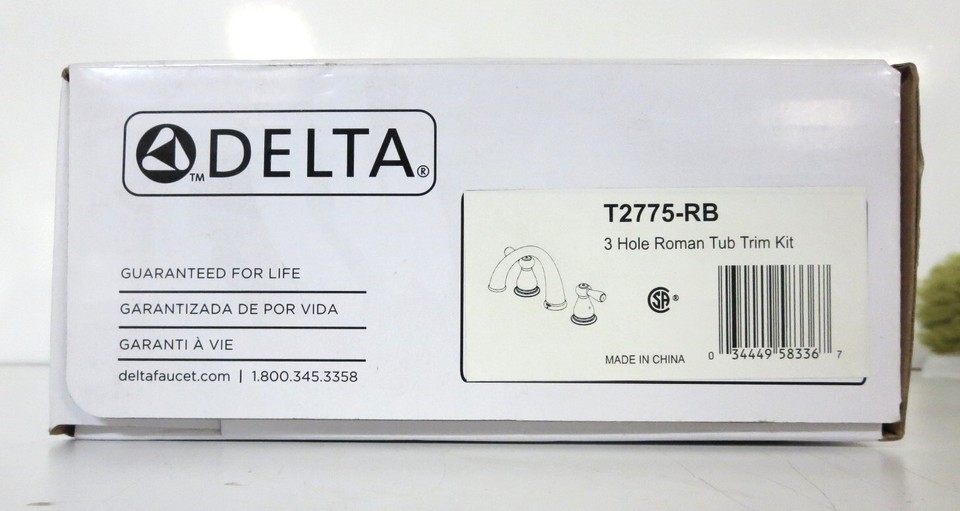 DELTA
TM
®
GUARANTEED FOR LIFE
GARANTIZADA DE POR VIDA
GARANTI À VIE
deltafaucet.com | 1.800.345.3358
T2775-RB
3 Hole Roman Tub Trim Kit
SA ®
MADE IN CHINA
0 34449 58336 7